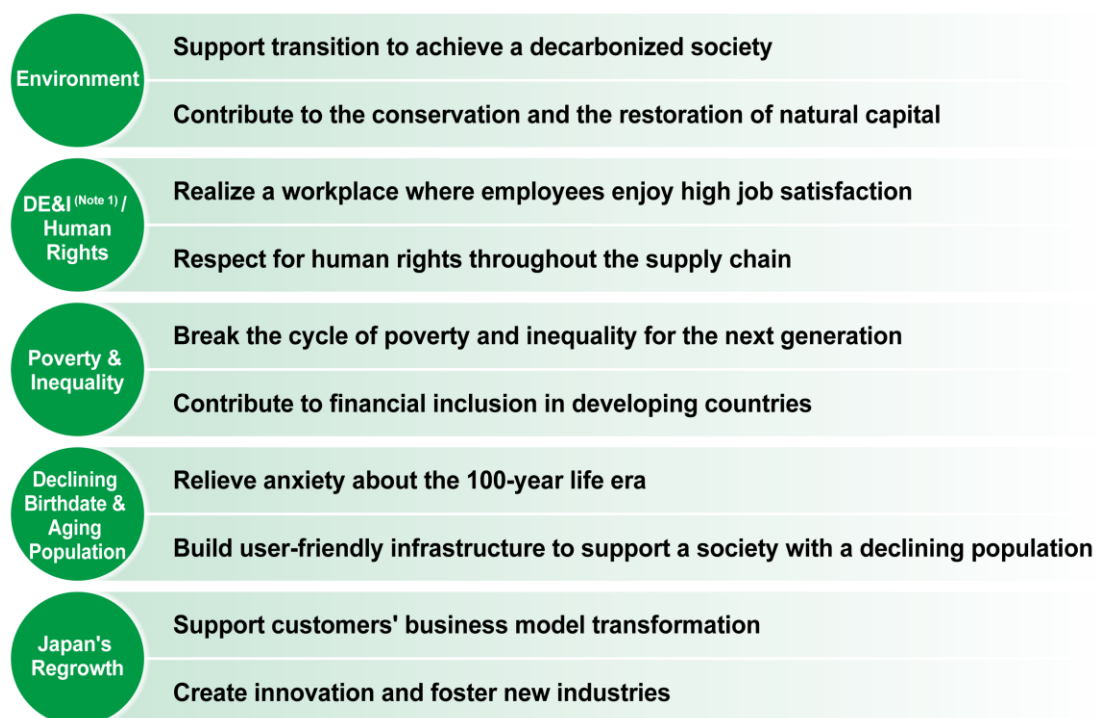 Environment
Support transition to achieve a decarbonized society
Contribute to the conservation and the restoration of natural capital
DE&I (Note 1) /
Human
Rights
Realize a workplace where employees enjoy high job satisfaction
Respect for human rights throughout the supply chain
Poverty &
Inequality
Break the cycle of poverty and inequality for the next generation
Contribute to financial inclusion in developing countries
Declining
Birthdate &
Aging
Population
Relieve anxiety about the 100-year life era
Build user-friendly infrastructure to support a society with a declining population
Japan's
Regrowth
Support customers' business model transformation
Create innovation and foster new industries